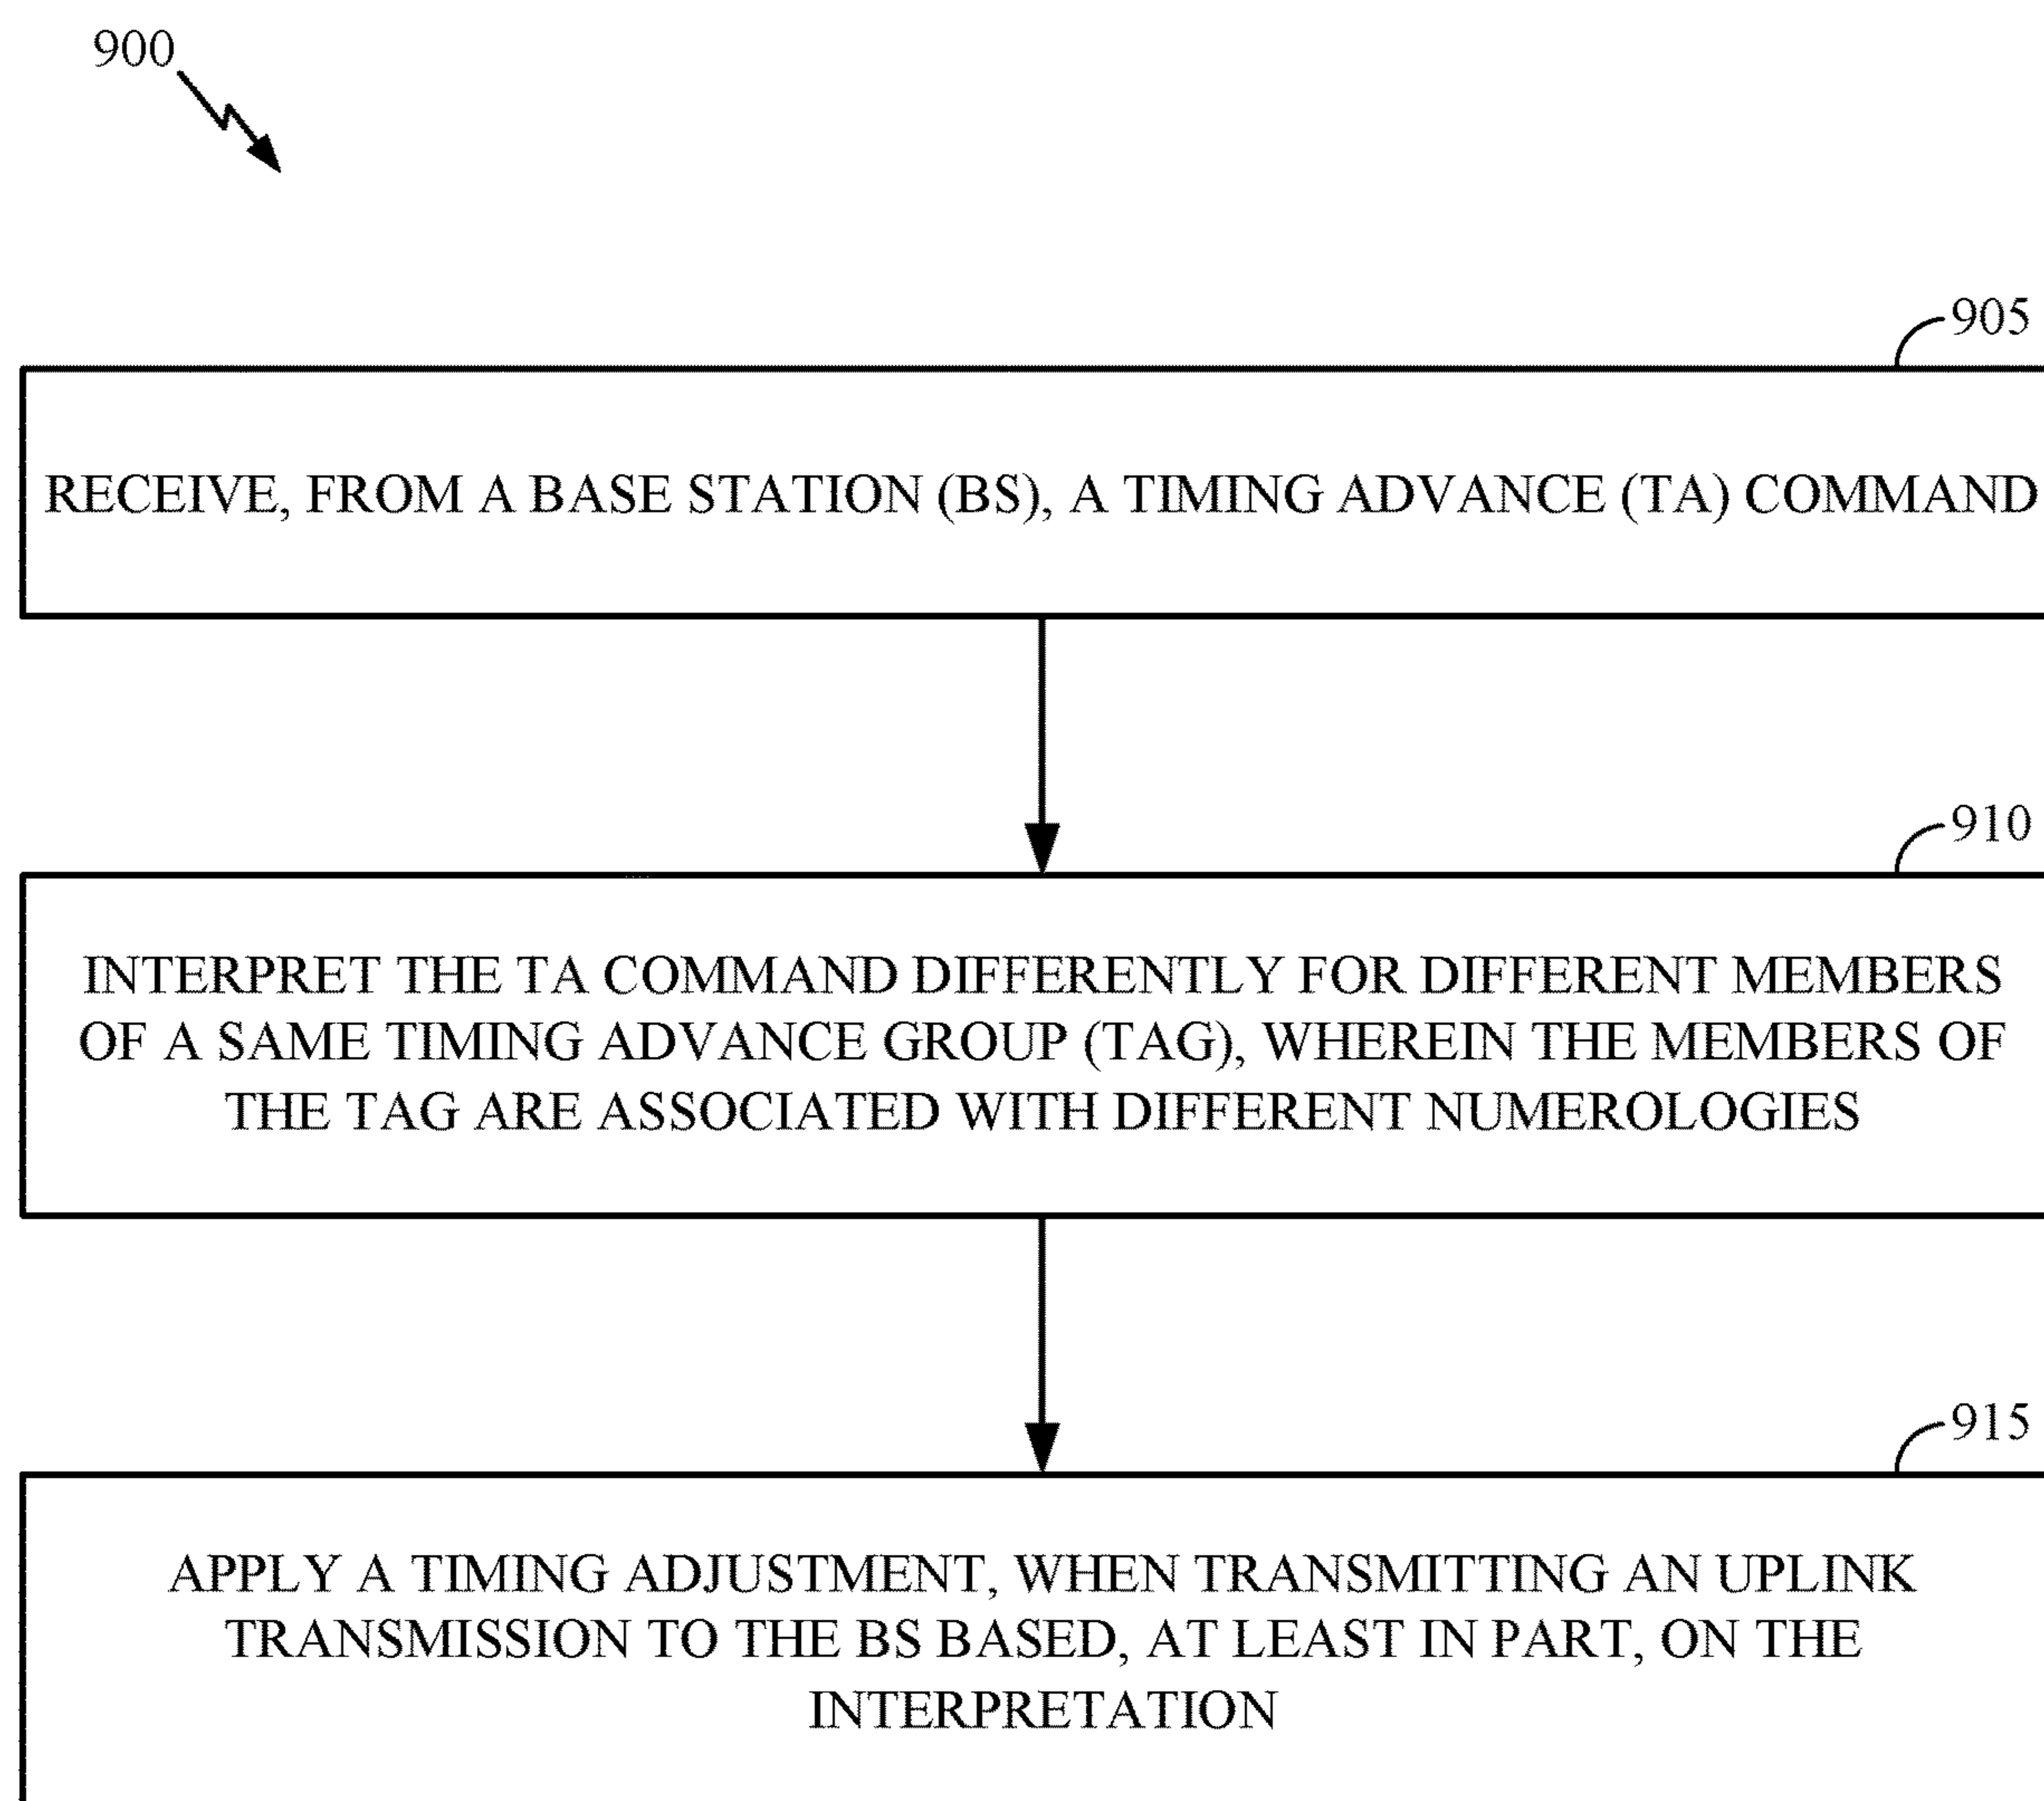 900
905
RECEIVE, FROM A BASE STATION (BS), A TIMING ADVANCE (TA) COMMAND
910
INTERPRET THE TA COMMAND DIFFERENTLY FOR DIFFERENT MEMBERS
OF A SAME TIMING ADVANCE GROUP (TAG), WHEREIN THE MEMBERS OF
THE TAG ARE ASSOCIATED WITH DIFFERENT NUMEROLOGIES
915
APPLY A TIMING ADJUSTMENT, WHEN TRANSMITTING AN UPLINK
TRANSMISSION TO THE BS BASED, AT LEAST IN PART, ON THE
INTERPRETATION